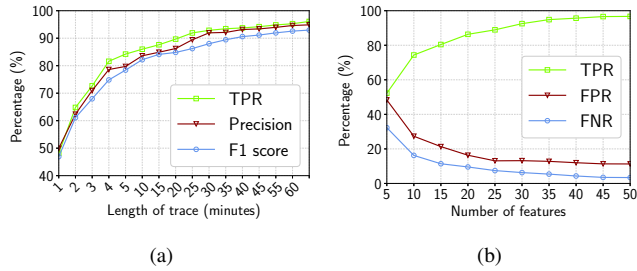 100
90
80
70
60
50
40
Percentage (%)
TPR
Precision
F1 score
1 2 3 4 5 10 15 20 25 30 35 40 45 55 60
Length of trace (minutes)
(a)
100
80
60
40
20
0
Percentage (%)
TPR
FPR
FNR
5 10 15 20 25 30 35 40 45 50
Number of features
(b)